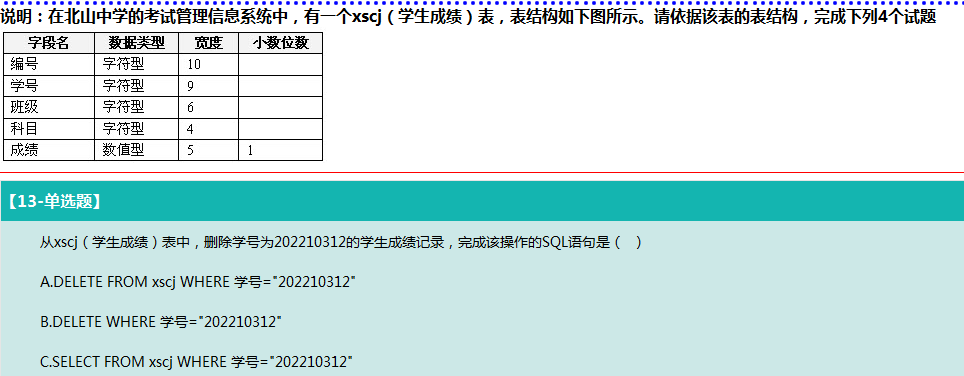 说明：在北山中学的考试管理信息系统中，有一个xscj（学生成绩）表，表结构如下图所示。请依据该表的表结构，完成下列4个试题
字段名 数据类型 宽度 小数位数
编号 字符型 10
学号 字符型 9
班级 字符型 6
科目 字符型 4
成绩 数值型 5 1
【13-单选题】
从xscj（学生成绩）表中，删除学号为202210312的学生成绩记录，完成该操作的SQL语句是（ ）
A.DELETE FROM xscj WHERE 学号="202210312"
B.DELETE WHERE 学号="202210312"
C.SELECT FROM xscj WHERE 学号="202210312"